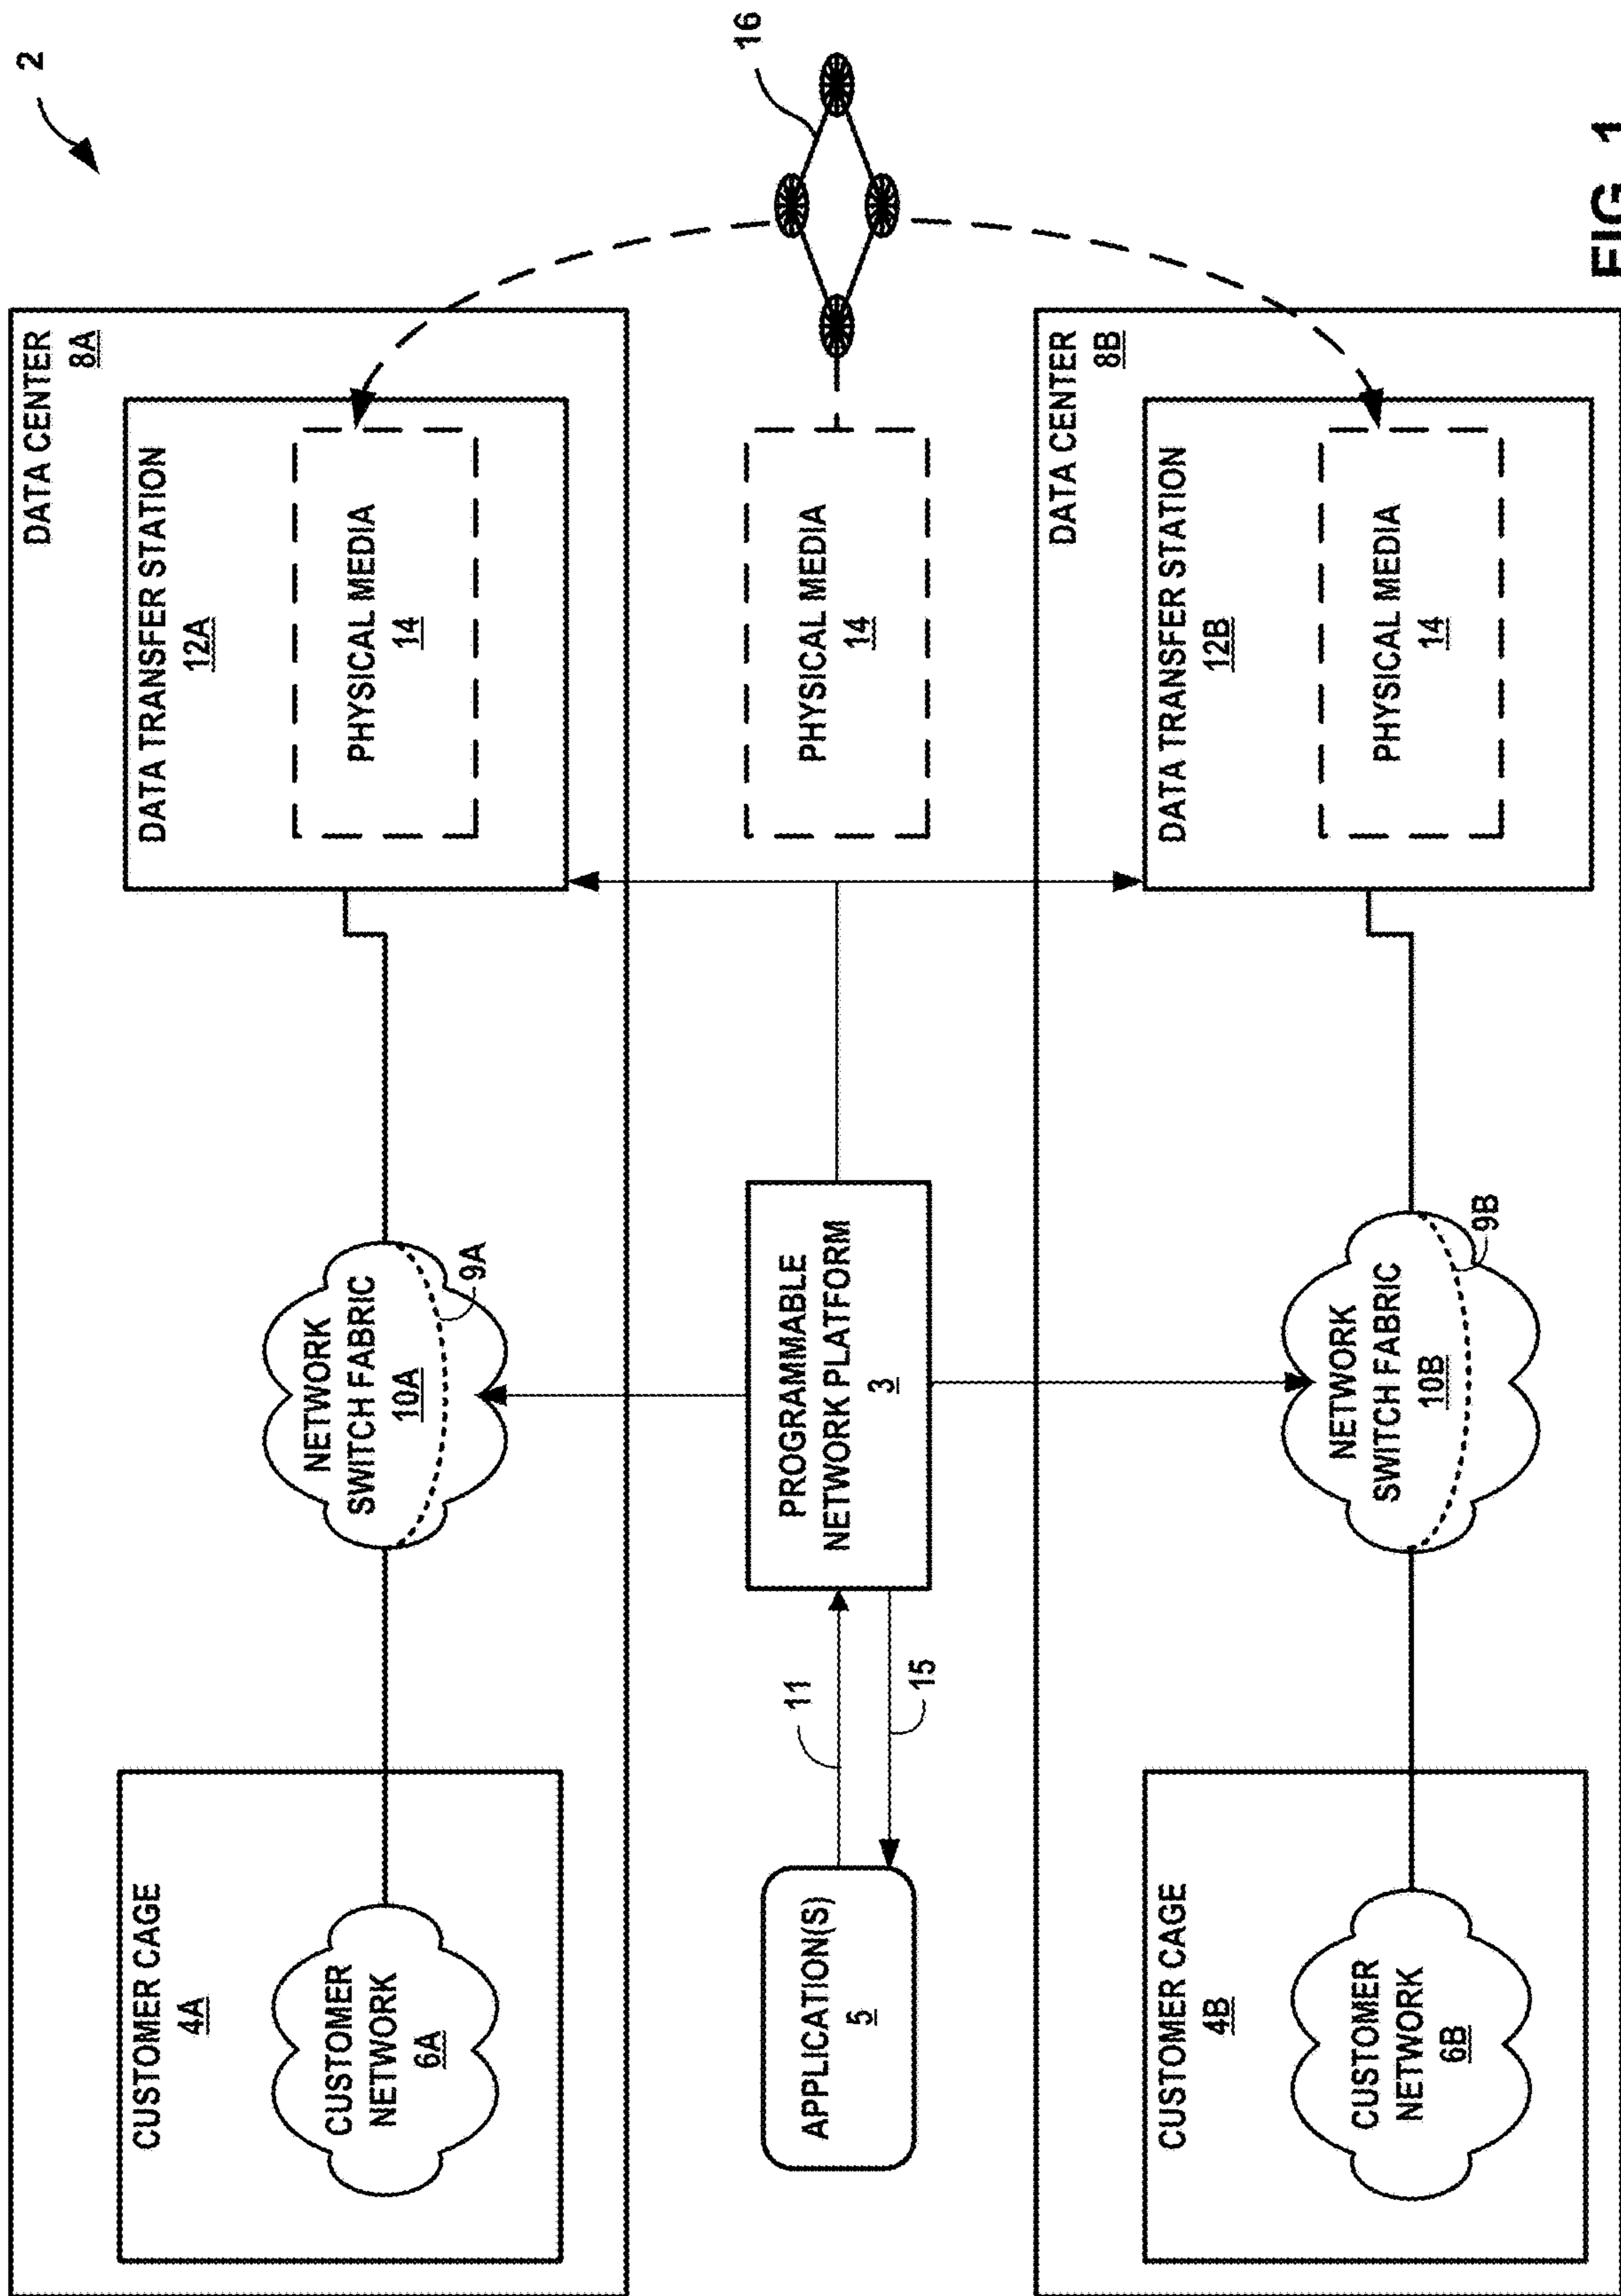 2
DATA CENTER
8A
CUSTOMER CAGE
4A
CUSTOMER
NETWORK
6A
NETWORK
SWITCH FABRIC
10A
9A
DATA TRANSFER STATION
12A
PHYSICAL MEDIA
14
APPLICATION(S)
5
11
15
PROGRAMMABLE
NETWORK PLATFORM
3
PHYSICAL MEDIA
14
16
DATA CENTER
8B
CUSTOMER CAGE
4B
CUSTOMER
NETWORK
6B
NETWORK
SWITCH FABRIC
10B
9B
DATA TRANSFER STATION
12B
PHYSICAL MEDIA
14
FIG. 1